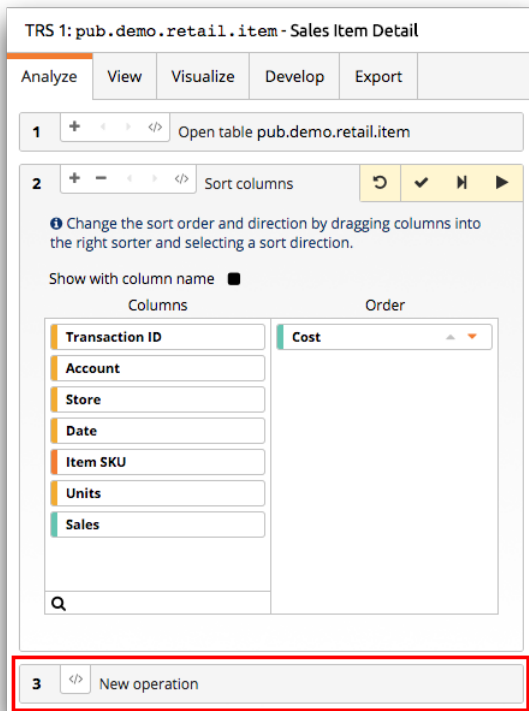 TRS 1: pub.demo.retail.item - Sales Item Detail
Analyze View Visualize Develop Export
1 </> Open table pub.demo.retail.item
2 </> Sort columns
Change the sort order and direction by dragging columns into
the right sorter and selecting a sort direction.
Show with column name
Columns Order
Transaction ID Cost
Account
Store
Date
Item SKU
Units
Sales
3 </> New operation